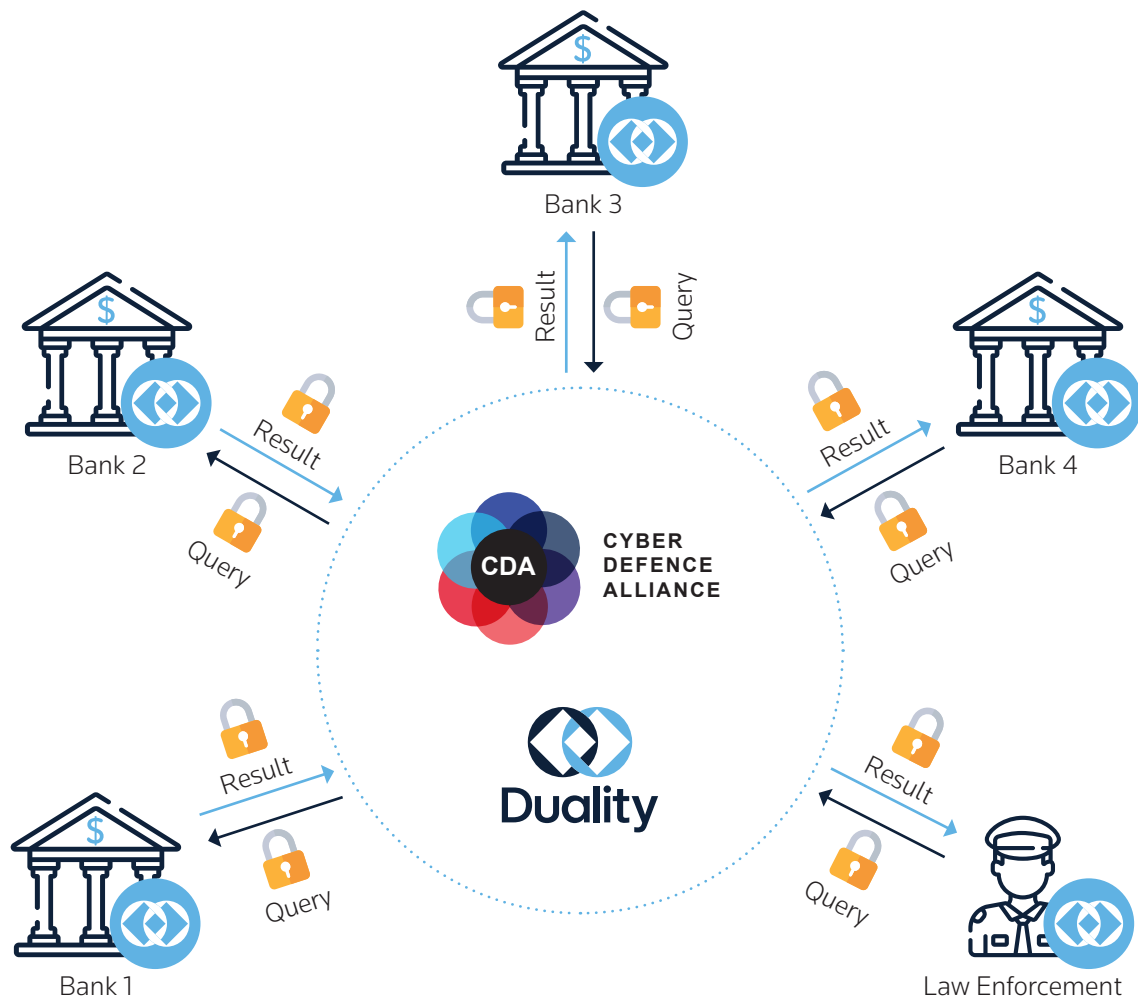 $
Bank 3
Result
Query
$
Bank 2
Result
Query
$
Bank 4
Result
Query
CDA
CYBER
DEFENCE
ALLIANCE
Duality
$
Bank 1
Result
Query
Result
Query
Law Enforcement